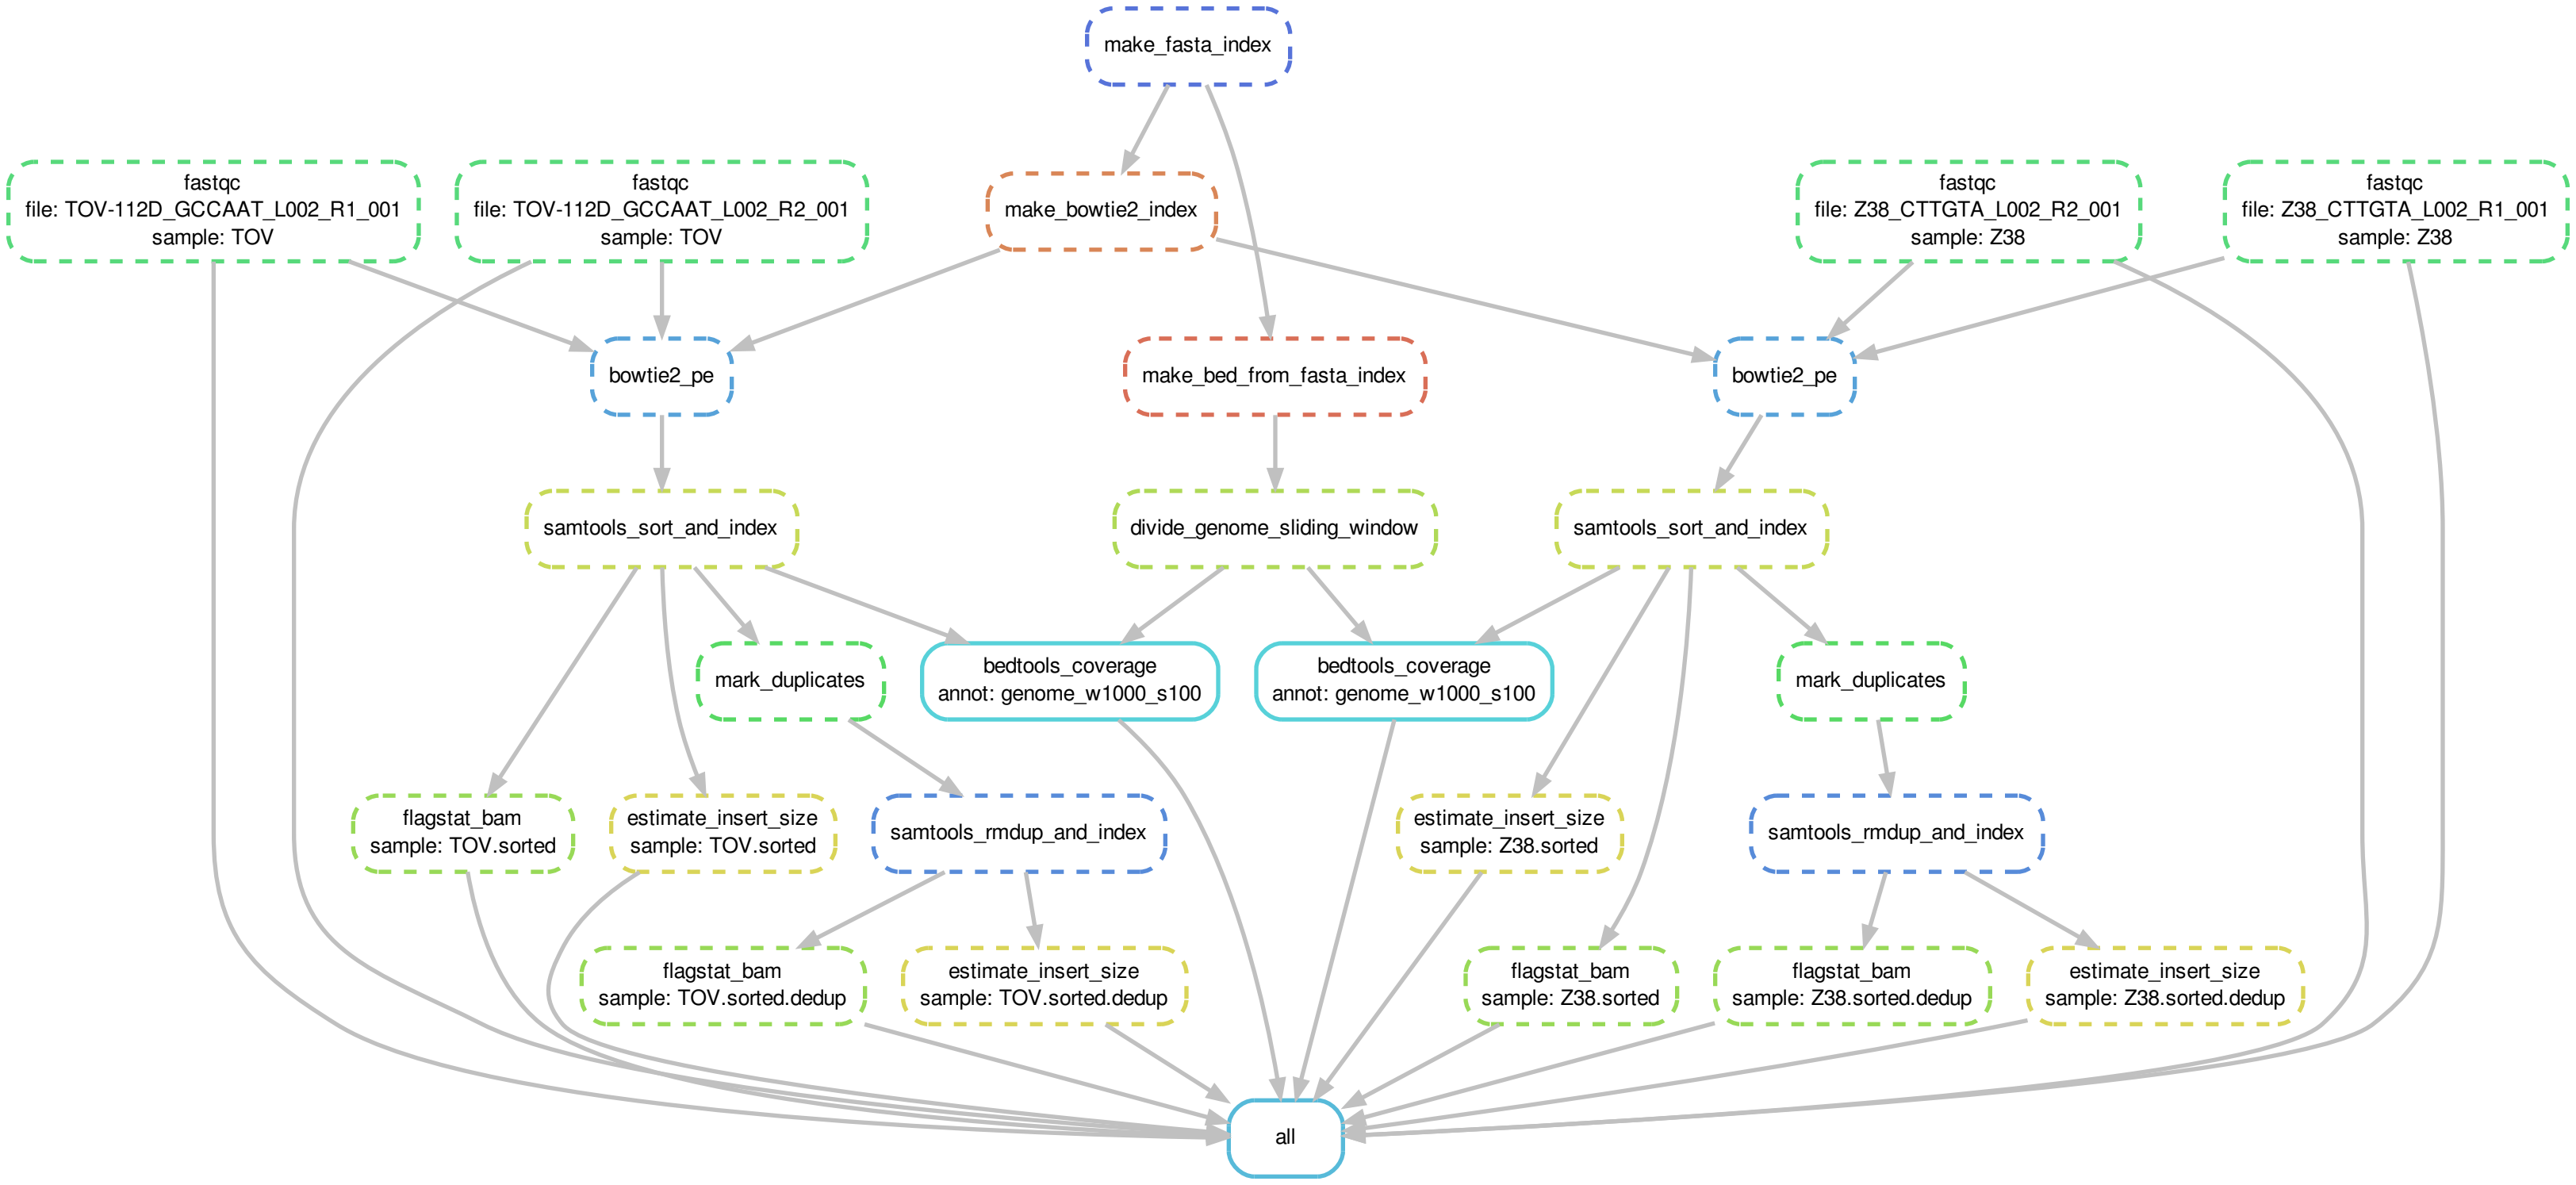 make_fasta_index
fastqc
file: TOV-112D_GCCAAT_L002_R1_001
sample: TOV
fastqc
file: TOV-112D_GCCAAT_L002_R2_001
sample: TOV
make_bowtie2_index
fastqc
file: Z38_CTTGTA_L002_R2_001
sample: Z38
fastqc
file: Z38_CTTGTA_L002_R1_001
sample: Z38
bowtie2_pe
make_bed_from_fasta_index
bowtie2_pe
samtools_sort_and_index
divide_genome_sliding_window
samtools_sort_and_index
mark_duplicates
bedtools_coverage
annot: genome_w1000_s100
bedtools_coverage
annot: genome_w1000_s100
mark_duplicates
flagstat_bam
sample: TOV.sorted
estimate_insert_size
sample: TOV.sorted
samtools_rmdup_and_index
estimate_insert_size
sample: Z38.sorted
samtools_rmdup_and_index
flagstat_bam
sample: TOV.sorted.dedup
estimate_insert_size
sample: TOV.sorted.dedup
flagstat_bam
sample: Z38.sorted
flagstat_bam
sample: Z38.sorted.dedup
estimate_insert_size
sample: Z38.sorted.dedup
all